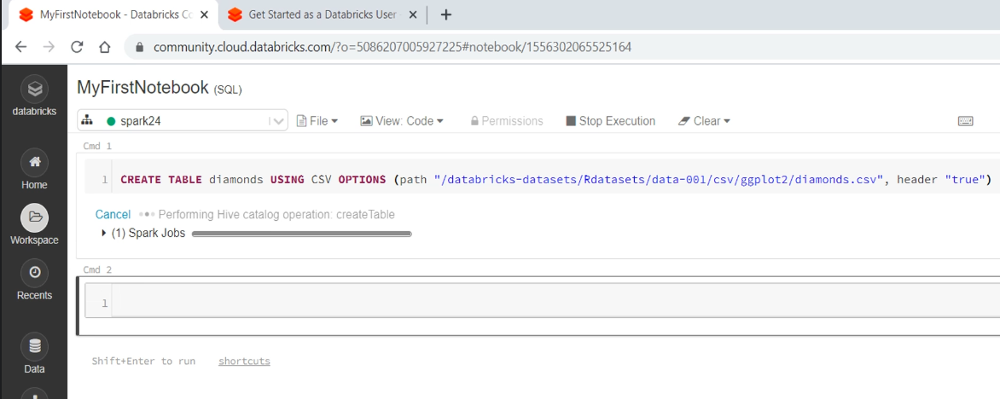 MyFirstNotebook - Databricks Co
Get Started as a Databricks User
community.cloud.databricks.com/?o=5086207005927225#notebook/1556302065525164
databricks
Home
Workspace
Recents
Data
MyFirstNotebook (SQL)
spark24 File View: Code Permissions Stop Execution Clear
Cmd 1
1 CREATE TABLE diamonds USING CSV OPTIONS (path "/databricks-datasets/Rdatasets/data-001/csv/ggplot2/diamonds.csv", header "true")
Cancel Performing Hive catalog operation: createTable
(1) Spark Jobs
Cmd 2
1
Shift+Enter to run shortcuts